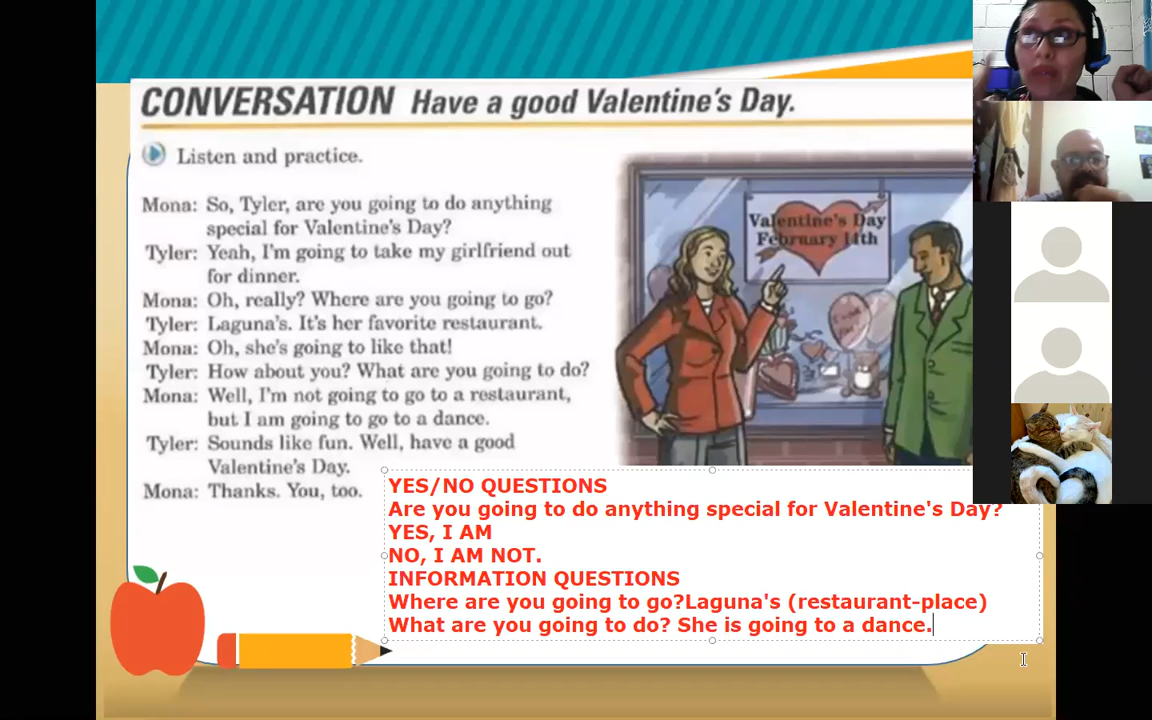 CONVERSATION Have a good Valentine's Day.
Listen and practice.
Mona: So, Tyler, are you going to do anything
special for Valentine's Day?
Tyler: Yeah, I'm going to take my girlfriend out
for dinner.
Mona: Oh, really? Where are you going to go?
Tyler: Laguna's. It's her favorite restaurant.
Mona: Oh, she's going to like that!
Tyler: How about you? What are you going to do?
Mona: Well, I'm not going to go to a restaurant,
but I am going to go to a dance.
Tyler: Sounds like fun. Well, have a good
Valentine's Day.
Mona: Thanks. You, too.
Valentine's Day
February 14th
YES/NO QUESTIONS
Are you going to do anything special for Valentine's Day?
YES, I AM
NO, I AM NOT.
INFORMATION QUESTIONS
Where are you going to go?Laguna's (restaurant-place)
What are you going to do? She is going to a dance.